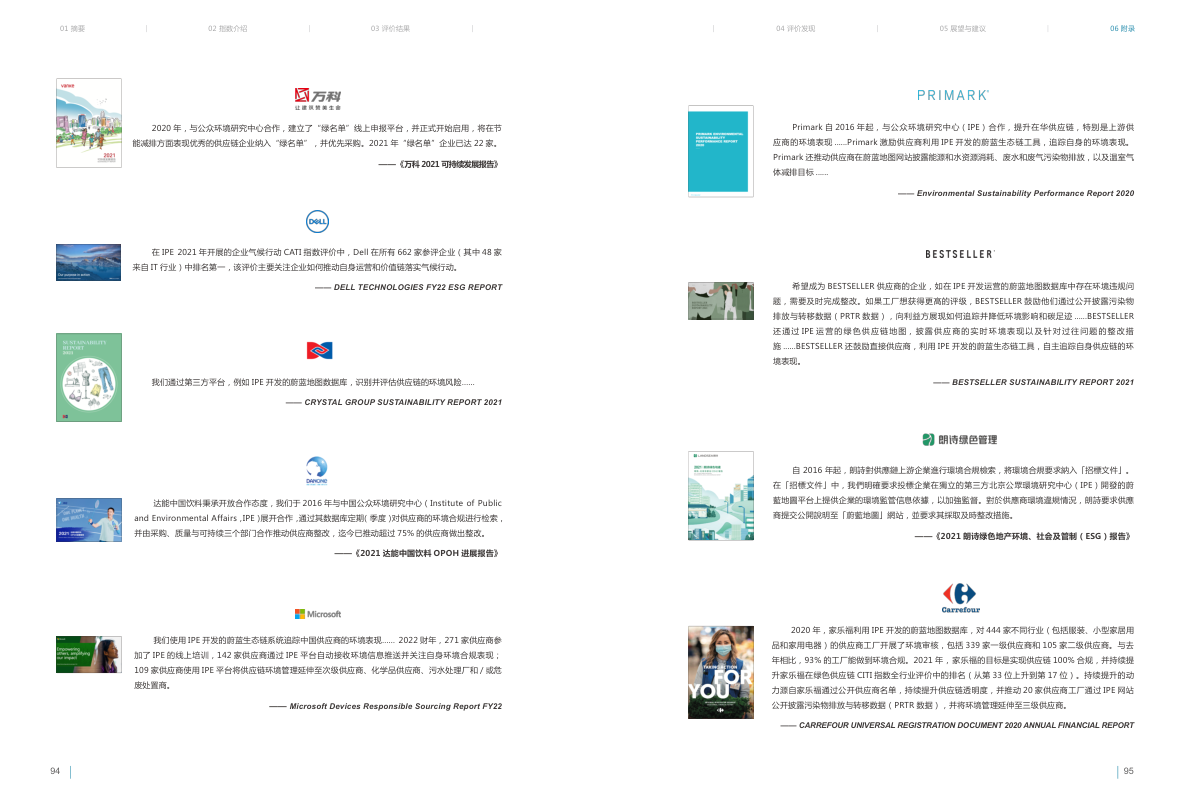 01 摘要
02 指数介绍
03 评价结果
04 评价发现
05 展望与建议
06 附录
vanke
2021
万科
让建筑赞美生命
2020 年，与公众环境研究中心合作，建立了“绿名单”线上申报平台，并正式开始启用，将在节
能减排方面表现优秀的供应链企业纳入“绿名单”，并优先采购。2021 年“绿名单”企业已达 22 家。
——《万科 2021 可持续发展报告》
DELL
在 IPE 2021 年开展的企业气候行动 CATI 指数评价中，Dell 在所有 662 家参评企业（其中 48 家
来自 IT 行业）中排名第一，该评价主要关注企业如何推动自身运营和价值链落实气候行动。
—— DELL TECHNOLOGIES FY22 ESG REPORT
SUSTAINABILITY
REPORT
2021
我们通过第三方平台，例如 IPE 开发的蔚蓝地图数据库，识别并评估供应链的环境风险……
—— CRYSTAL GROUP SUSTAINABILITY REPORT 2021
DANONE
达能中国饮料秉承开放合作态度，我们于 2016 年与中国公众环境研究中心（Institute of Public
and Environmental Affairs ,IPE )展开合作 ,通过其数据库定期( 季度 )对供应商的环境合规进行检索 ,
并由采购、质量与可持续三个部门合作推动供应商整改，迄今已推动超过 75% 的供应商做出整改。
——《2021 达能中国饮料 OPOH 进展报告》
Microsoft
Empowering
others, amplifying
our impact
我们使用 IPE 开发的蔚蓝生态链系统追踪中国供应商的环境表现…… 2022 财年，271 家供应商参
加了 IPE 的线上培训，142 家供应商通过 IPE 平台自动接收环境信息推送并关注自身环境合规表现；
109 家供应商使用 IPE 平台将供应链环境管理延伸至次级供应商、化学品供应商、污水处理厂和 / 或危
废处置商。
—— Microsoft Devices Responsible Sourcing Report FY22
94
PRIMARK
PRIMARK ENVIRONMENTAL
SUSTAINABILITY
PERFORMANCE REPORT
2020
Primark 自 2016 年起，与公众环境研究中心（IPE）合作，提升在华供应链，特别是上游供
应商的环境表现 ......Primark 激励供应商利用 IPE 开发的蔚蓝生态链工具，追踪自身的环境表现。
Primark 还推动供应商在蔚蓝地图网站披露能源和水资源消耗、废水和废气污染物排放，以及温室气
体减排目标 ......
—— Environmental Sustainability Performance Report 2020
BESTSELLER
希望成为 BESTSELLER 供应商的企业，如在 IPE 开发运营的蔚蓝地图数据库中存在环境违规问
题，需要及时完成整改。如果工厂想获得更高的评级，BESTSELLER 鼓励他们通过公开披露污染物
排放与转移数据（PRTR 数据），向利益方展现如何追踪并降低环境影响和碳足迹 ......BESTSELLER
还通过 IPE 运营的绿色供应链地图，披露供应商的实时环境表现以及针对过往问题的整改措
施 ......BESTSELLER 还鼓励直接供应商，利用 IPE 开发的蔚蓝生态链工具，自主追踪自身供应链的环
境表现。
—— BESTSELLER SUSTAINABILITY REPORT 2021
朗诗绿色管理
自 2016 年起，朗詩對供應鏈上游企業進行環境合規檢索，將環境合規要求納入「招標文件」。
在「招標文件」中，我們明確要求投標企業在獨立的第三方北京公眾環境研究中心（IPE）開發的蔚
藍地圖平台上提供企業的環境監管信息依據，以加強監督。對於供應商環境違規情況，朗詩要求供應
商提交公開說明至「蔚藍地圖」網站，並要求其採取及時整改措施。
——《2021 朗诗绿色地产环境、社会及管制（ESG）报告》
Carrefour
TAKING ACTION
FOR
YOU
2020 年，家乐福利用 IPE 开发的蔚蓝地图数据库，对 444 家不同行业（包括服装、小型家居用
品和家用电器）的供应商工厂开展了环境审核，包括 339 家一级供应商和 105 家二级供应商。与去
年相比，93% 的工厂能做到环境合规。2021 年，家乐福的目标是实现供应链 100% 合规，并持续提
升家乐福在绿色供应链 CITI 指数全行业评价中的排名（从第 33 位上升到第 17 位）。持续提升的动
力源自家乐福通过公开供应商名单，持续提升供应链透明度，并推动 20 家供应商工厂通过 IPE 网站
公开披露污染物排放与转移数据（PRTR 数据），并将环境管理延伸至三级供应商。
—— CARREFOUR UNIVERSAL REGISTRATION DOCUMENT 2020 ANNUAL FINANCIAL REPORT
95